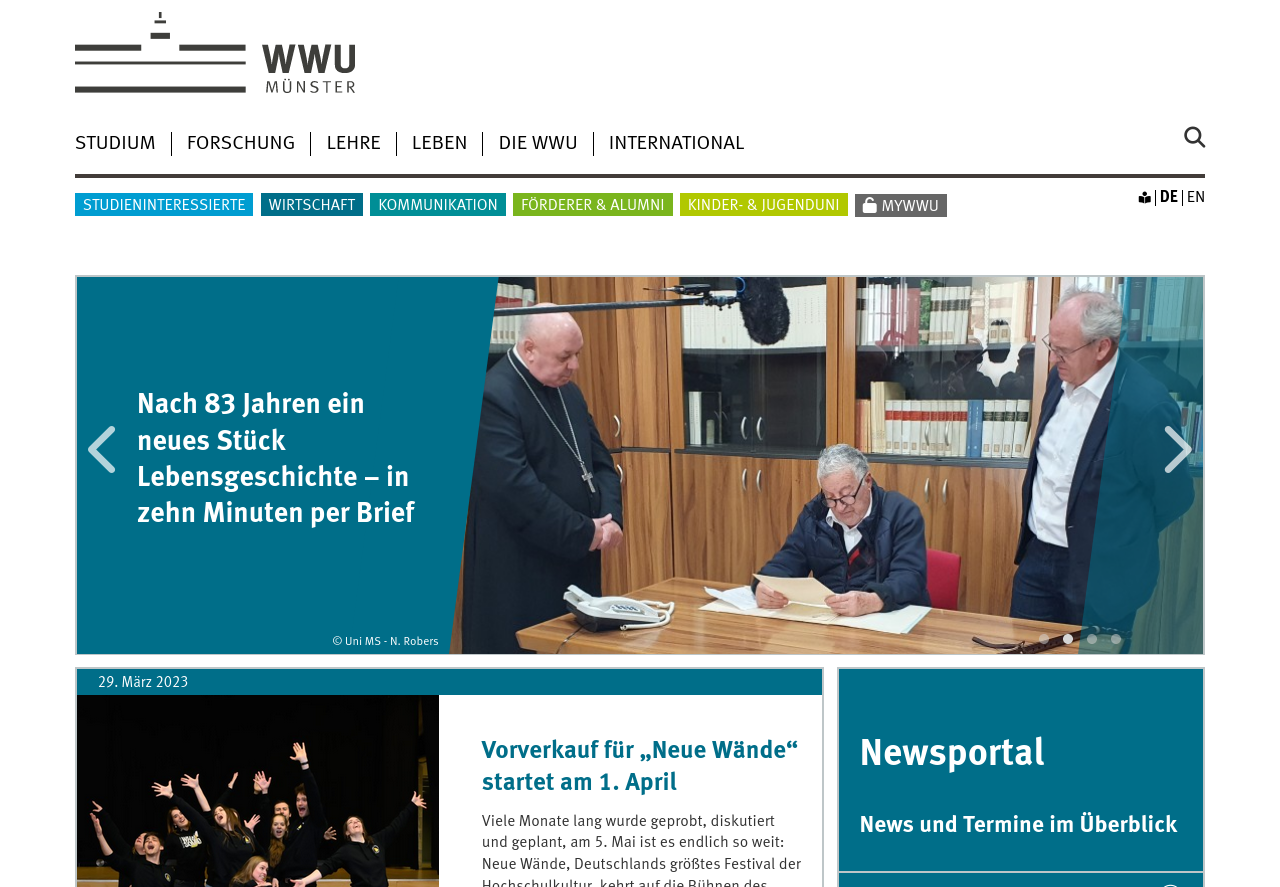 WWU
MÜNSTER
STUDIUM
FORSCHUNG
LEHRE
LEBEN
DIE WWU
INTERNATIONAL
STUDIENINTERESSIERTE
WIRTSCHAFT
KOMMUNIKATION
FÖRDERER & ALUMNI
KINDER- & JUGENDUNI
MYWWU
DE
EN
Nach 83 Jahren ein
neues Stück
Lebensgeschichte – in
zehn Minuten per Brief
© Uni MS - N. Robers
29. März 2023
Vorverkauf für „Neue Wände“
startet am 1. April
Viele Monate lang wurde geprobt, diskutiert
und geplant, am 5. Mai ist es endlich so weit:
Neue Wände, Deutschlands größtes Festival der
Hochschulkultur, kehrt auf die Bühnen des
Newsportal
News und Termine im Überblick